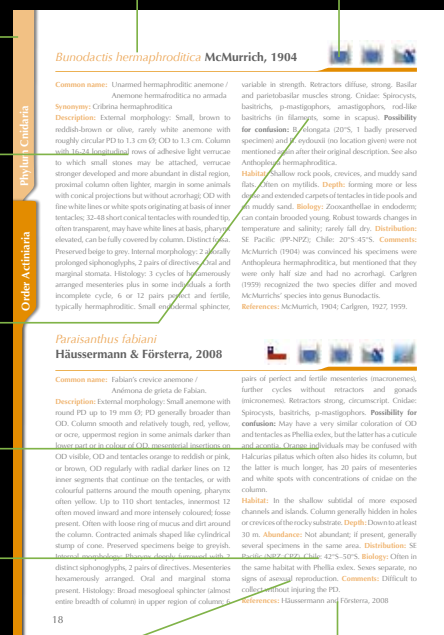 Bunodactis hermaphroditica McMurrich, 1904
Common name: Unarmed hermaphroditic anemone /
Anemone hermafroditica no armada
Synonymy: Cribrina hermaphroditica
Description: External morphology: Small, brown to
reddish-brown or olive, rarely white anemone with
roughly circular PD to 1.3 cm Ø; OD to 1.3 cm. Column
with 16-24 longitudinal rows of adhesive light verrucae
to which small stones may be attached, verrucae
stronger developed and more abundant in distal region,
proximal column often lighter, margin in some animals
with conical projections but without acrorhagi; OD with
fine white lines or white spots originating at basis of inner
tentacles; 32-48 short conical tentacles with rounded tip,
often transparent, may have white lines at basis, pharynx
elevated, can be fully covered by column. Distinct fossa.
Preserved beige to grey. Internal morphology: 2 aborally
prolonged siphonoglyphs, 2 pairs of directives. Oral and
marginal stomata. Histology: 3 cycles of hexamerously
arranged mesenteries plus in some individuals a forth
incomplete cycle, 6 or 12 pairs perfect and fertile,
typically hermaphroditic. Small endodermal sphincter,
variable in strength. Retractors diffuse, strong. Basilar
and parietobasilar muscles strong. Cnidae: Spirocysts,
basitrichs, p-mastigophors, amastigophors, rod-like
basitrichs (in filaments, some in scapus). Possibility
for confusion: B. elongata (20°S, 1 badly preserved
specimen) and B. eydouxii (no location given) were not
mentioned again after their original description. See also
Anthopleura hermaphroditica.
Habitat: Shallow rock pools, crevices, and muddy sand
flats. Often on mytilids. Depth: forming more or less
dense and extended carpets of tentacles in tide pools and
on muddy sand. Biology: Zooxanthellae in endoderm;
can contain brooded young. Robust towards changes in
temperature and salinity; rarely fall dry. Distribution:
SE Pacific (PP-NPZ); Chile: 20°S 45°S. Comments:
McMurrich (1904) was convinced his specimens were
Anthopleura hermaphroditica, but mentioned that they
were only half size and had no acrorhagi. Carlgren
(1959) recognized the two species differ and moved
McMurrichs' species into genus Bunodactis.
References: McMurrich, 1904; Carlgren, 1927, 1959.
Phylum Cnidaria
Order Actiniaria
Paraisanthus fabiani
Häussermann & Försterra, 2008
Common name: Fabian's crevice anemone /
Anémona de grieta de Fabian.
Description: External morphology: Small anemone with
round PD up to 19 mm Ø; PD generally broader than
OD. Column smooth and relatively tough, red, yellow,
or ocre, uppermost region in some animals darker than
lower part or in colour of OD, mesenterial insertions on
OD visible, OD and tentacles orange to reddish or pink,
or brown, OD regularly with radial darker lines on 12
inner segments that continue on the tentacles, or with
colourful patterns around the mouth opening, pharynx
often yellow. Up to 110 short tentacles, innermost 12
often moved inward and more intensely coloured; fosse
present. Often with loose ring of mucus and dirt around
the column. Contracted animals shaped like cylindrical
stump of cone. Preserved specimens beige to greyish.
Internal morphology: Pharynx deeply furrowed with 2
distinct siphonoglyphs, 2 pairs of directives. Mesenteries
hexamerously arranged. Oral and marginal stoma
present. Histology: Broad mesogloeal sphincter (almost
entire breadth of column) in upper region of column; 6
pairs of perfect and fertile mesenteries (macronemes),
further cycles without retractors and gonads
(micronemes). Retractors strong, circumscript. Cnidae:
Spirocysts, basitrichs, p-mastigophors. Possible for
confusion: May have a very similar coloration of OD
and tentacles as Phellia exlex, but the latter has a cuticule
and acontia. Orange individuals may be confused with
Halcurias pilatus which often also hides its column, but
the latter is much longer, has 20 pairs of mesenteries
and white spots with concentrations of cnidae on the
column.
Habitat: In the shallow subtidal of more exposed
channels and islands. Column generally hidden in holes
or crevices of the rocky substrate. Depth: Down to at least
30 m. Abundance: Not abundant; if present, generally
several specimens in the area. Distribution: SE
Pacific (NPZ-CPZ); Chile: 42°S-50°S. Biology: Often in
the same habitat with Phellia exlex. Sexes separate, no
signs of asexual reproduction. Comments: Difficult to
collect without injuring the PD.
References: Häussermann and Försterra, 2008
18